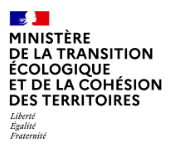 MINISTÈRE
DE LA TRANSITION
ÉCOLOGIQUE
ET DE LA COHÉSION
DES TERRITOIRES
Liberté
Égalité
Fraternité